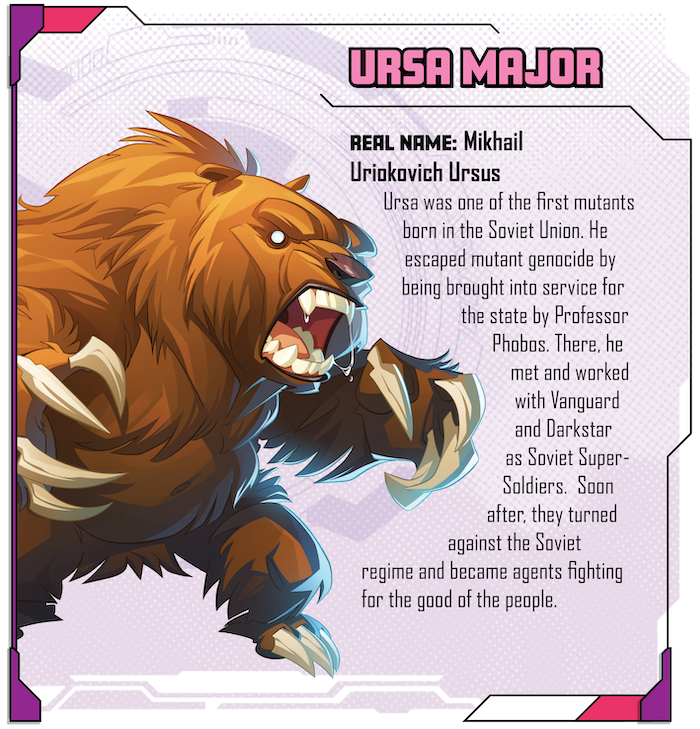 URSA MAJOR
REAL NAME: Mikhail
Uriokovich Ursus
Ursa was one of the first mutants
born in the Soviet Union. He
escaped mutant genocide by
being brought into service for
the state by Professor
Phobos. There, he
met and worked
with Vanguard
and Darkstar
as Soviet Super-
Soldiers. Soon
after, they turned
against the Soviet
regime and became agents fighting
for the good of the people.